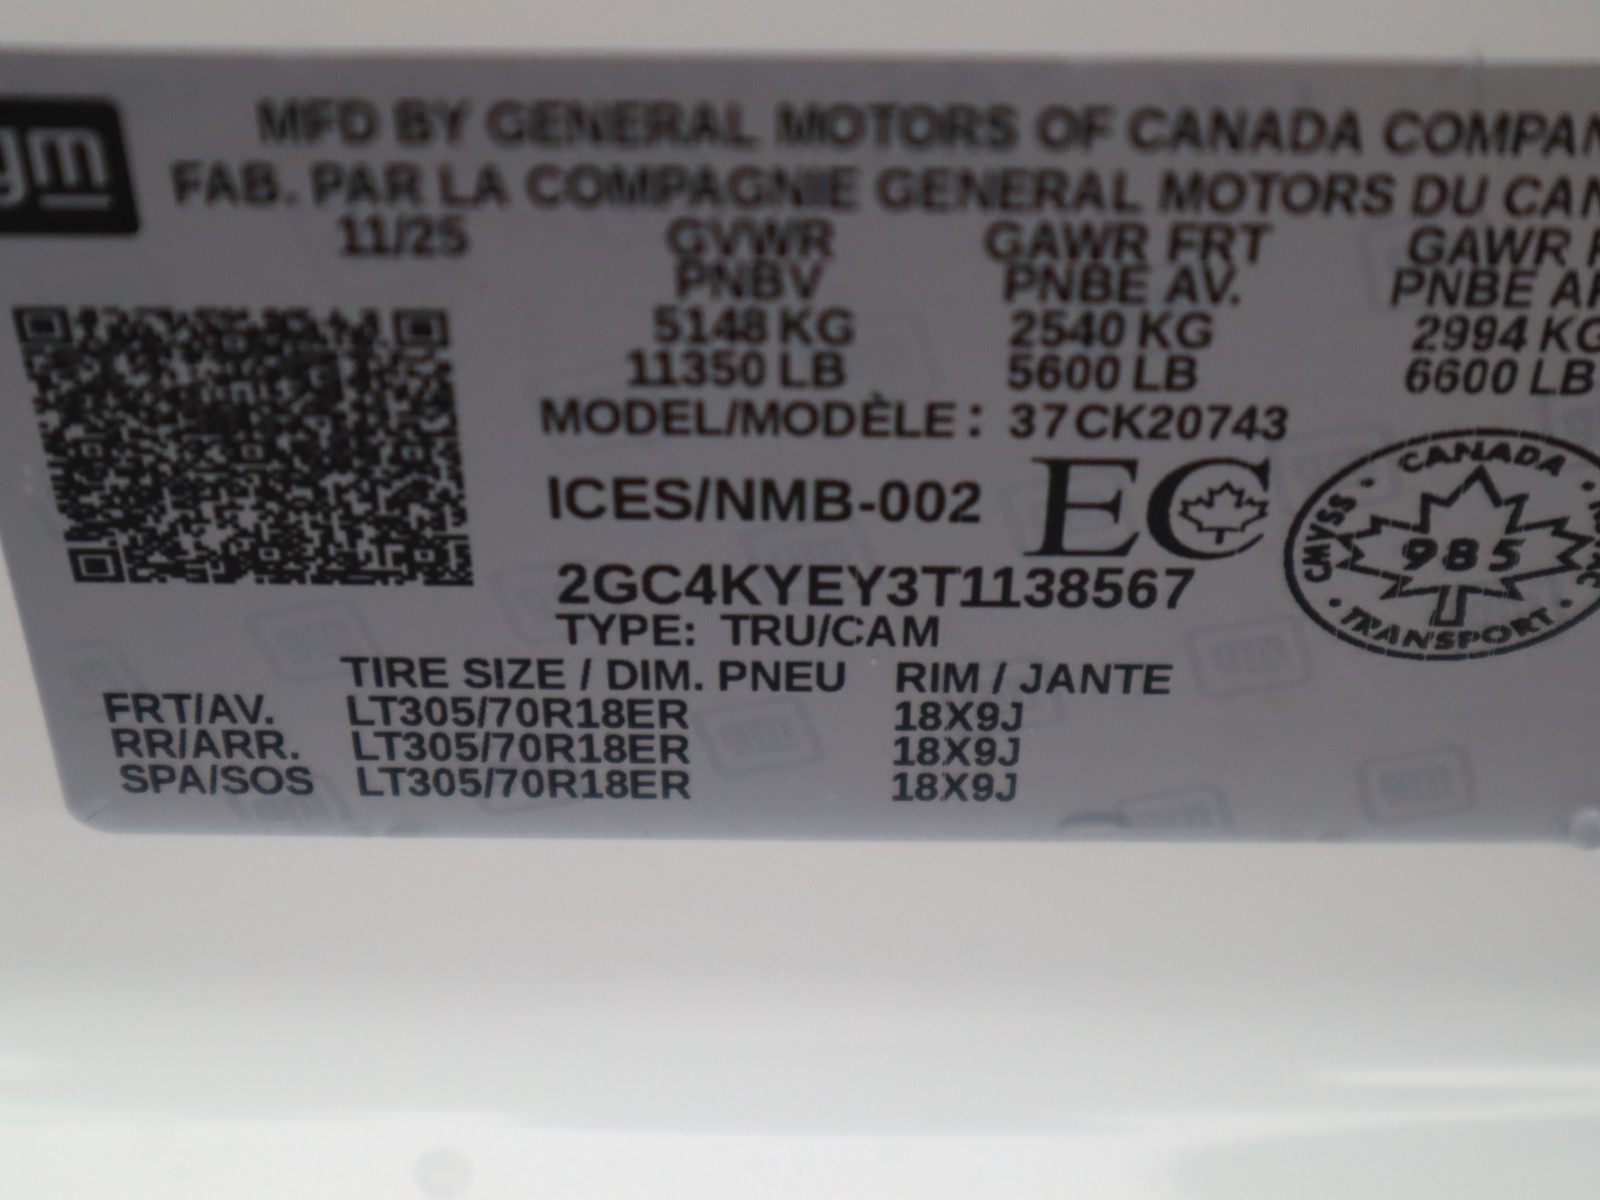 gm
MFD BY GENERAL MOTORS OF CANADA
FAB. PAR LA COMPAGNIE GENERAL MOTORS DU
11/25 GVWR GAWR FRT GAWR
PNBV PNBE AV. PNBE
5148 KG 2540 KG 2994 KG
11350 LB 5600 LB 6600 LB
MODEL/MODÈLE: 37CK20743
ICES/NMB-002 EC
CANADA
CMVSS 985
TRANSPORT
2GC4KYEY3T1138567
TYPE: TRU/CAM
TIRE SIZE / DIM. PNEU RIM / JANTE
FRT/AV. LT305/70R18ER 18X9J
RR/ARR. LT305/70R18ER 18X9J
SPA/SOS LT305/70R18ER 18X9J